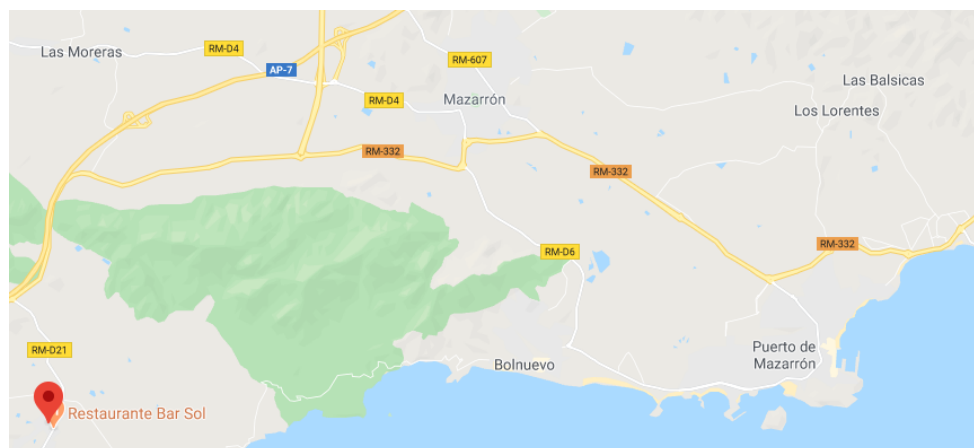 Las Moreras
RM-D4
RM-607
AP-7
Las Balsicas
RM-D4
Mazarrón
Los Lorentes
RM-332
RM-332
RM-332
RM-D6
RM-D21
Bolnuevo
Puerto de
Mazarrón
Restaurante Bar Sol